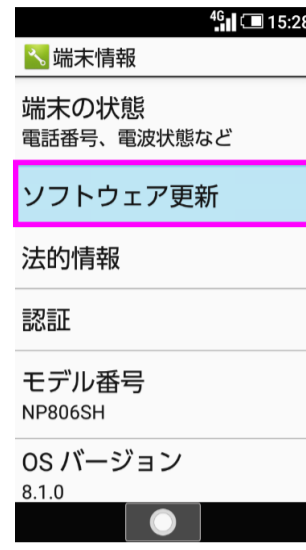 4G 15:28
端末情報
端末の状態
電話番号、電波状態など
ソフトウェア更新
法的情報
認証
モデル番号
NP806SH
OS バージョン
8.1.0